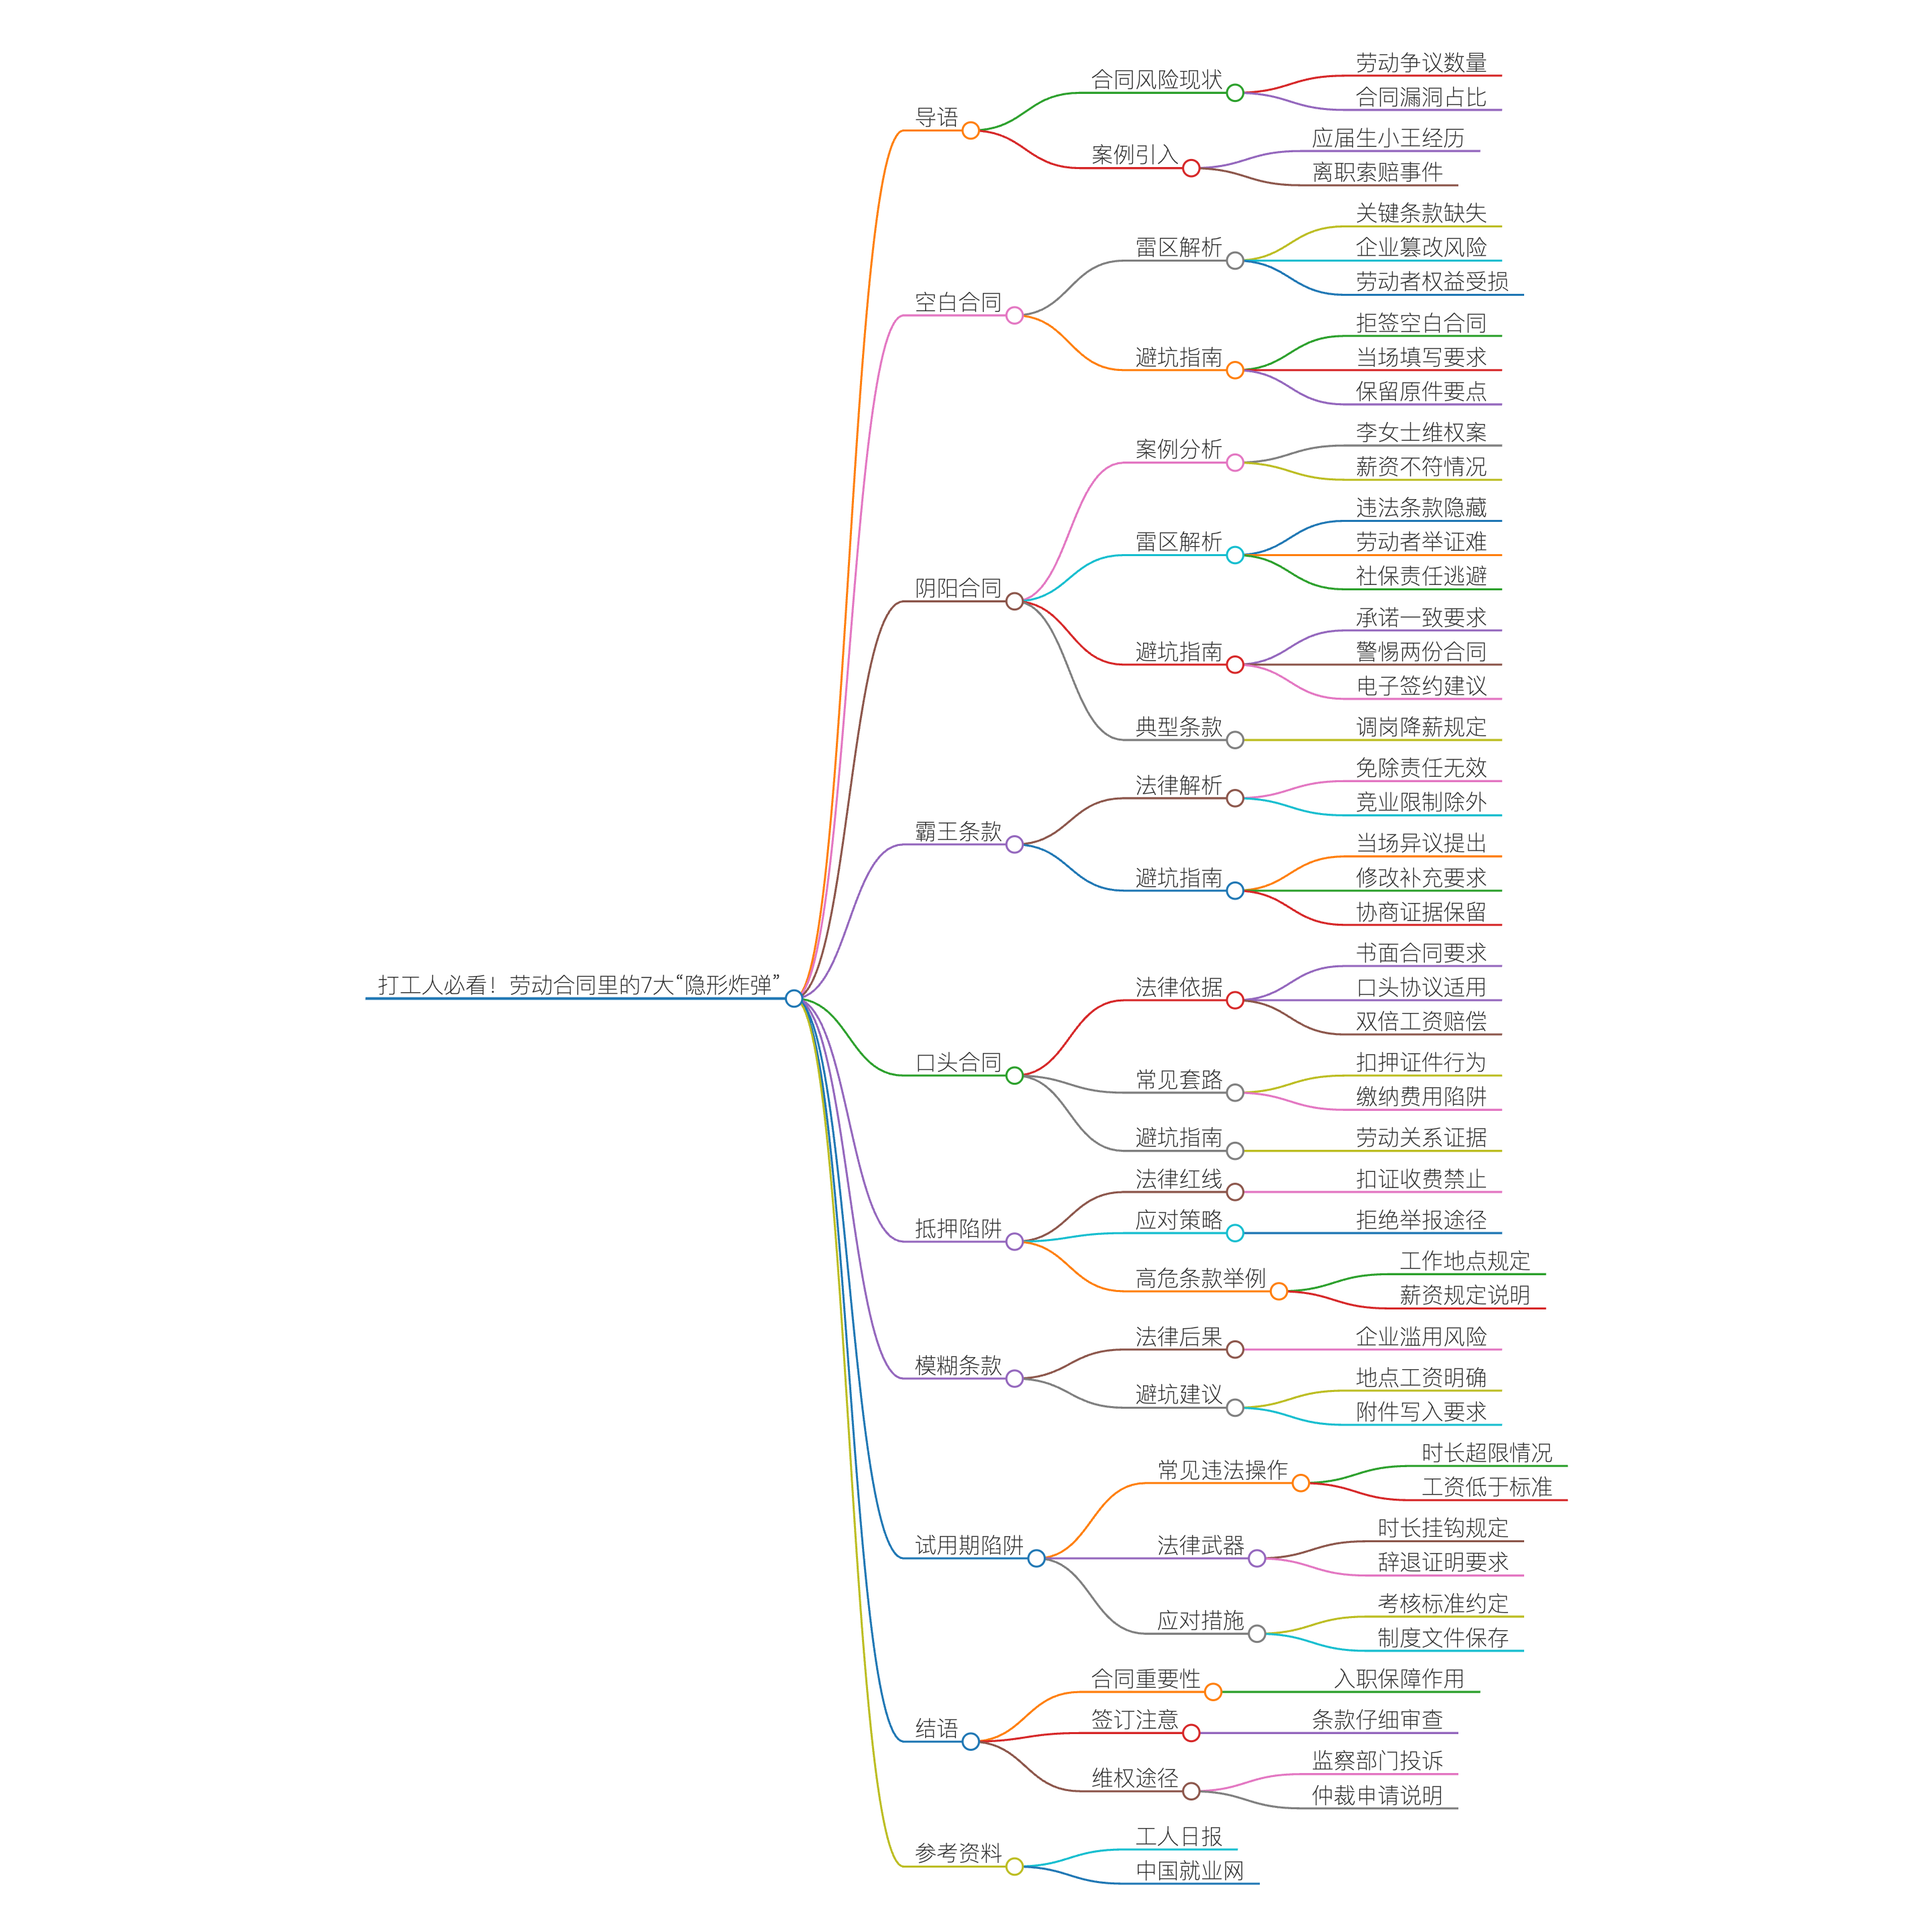 打工人必看！劳动合同里的7大“隐形炸弹”
导语
合同风险现状
劳动争议数量
合同漏洞占比
案例引入
应届生小王经历
离职索赔事件
空白合同
雷区解析
关键条款缺失
企业篡改风险
劳动者权益受损
避坑指南
拒签空白合同
当场填写要求
保留原件要点
阴阳合同
案例分析
李女士维权案
薪资不符情况
雷区解析
违法条款隐藏
劳动者举证难
社保责任逃避
避坑指南
承诺一致要求
警惕两份合同
电子签约建议
典型条款
调岗降薪规定
霸王条款
法律解析
免除责任无效
竞业限制除外
避坑指南
当场异议提出
修改补充要求
协商证据保留
口头合同
法律依据
书面合同要求
口头协议适用
双倍工资赔偿
常见套路
扣押证件行为
缴纳费用陷阱
避坑指南
劳动关系证据
抵押陷阱
法律红线
扣证收费禁止
应对策略
拒绝举报途径
高危条款举例
工作地点规定
薪资规定说明
模糊条款
法律后果
企业滥用风险
避坑建议
地点工资明确
附件写入要求
试用期陷阱
常见违法操作
时长超限情况
工资低于标准
法律武器
时长挂钩规定
辞退证明要求
应对措施
考核标准约定
制度文件保存
结语
合同重要性
入职保障作用
签订注意
条款仔细审查
维权途径
监察部门投诉
仲裁申请说明
参考资料
工人日报
中国就业网